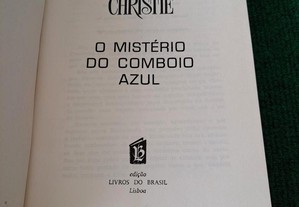 CHRISTIE
O MISTÉRIO
DO COMBOIO
AZUL
edição
LIVROS DO BRASIL
Lisboa